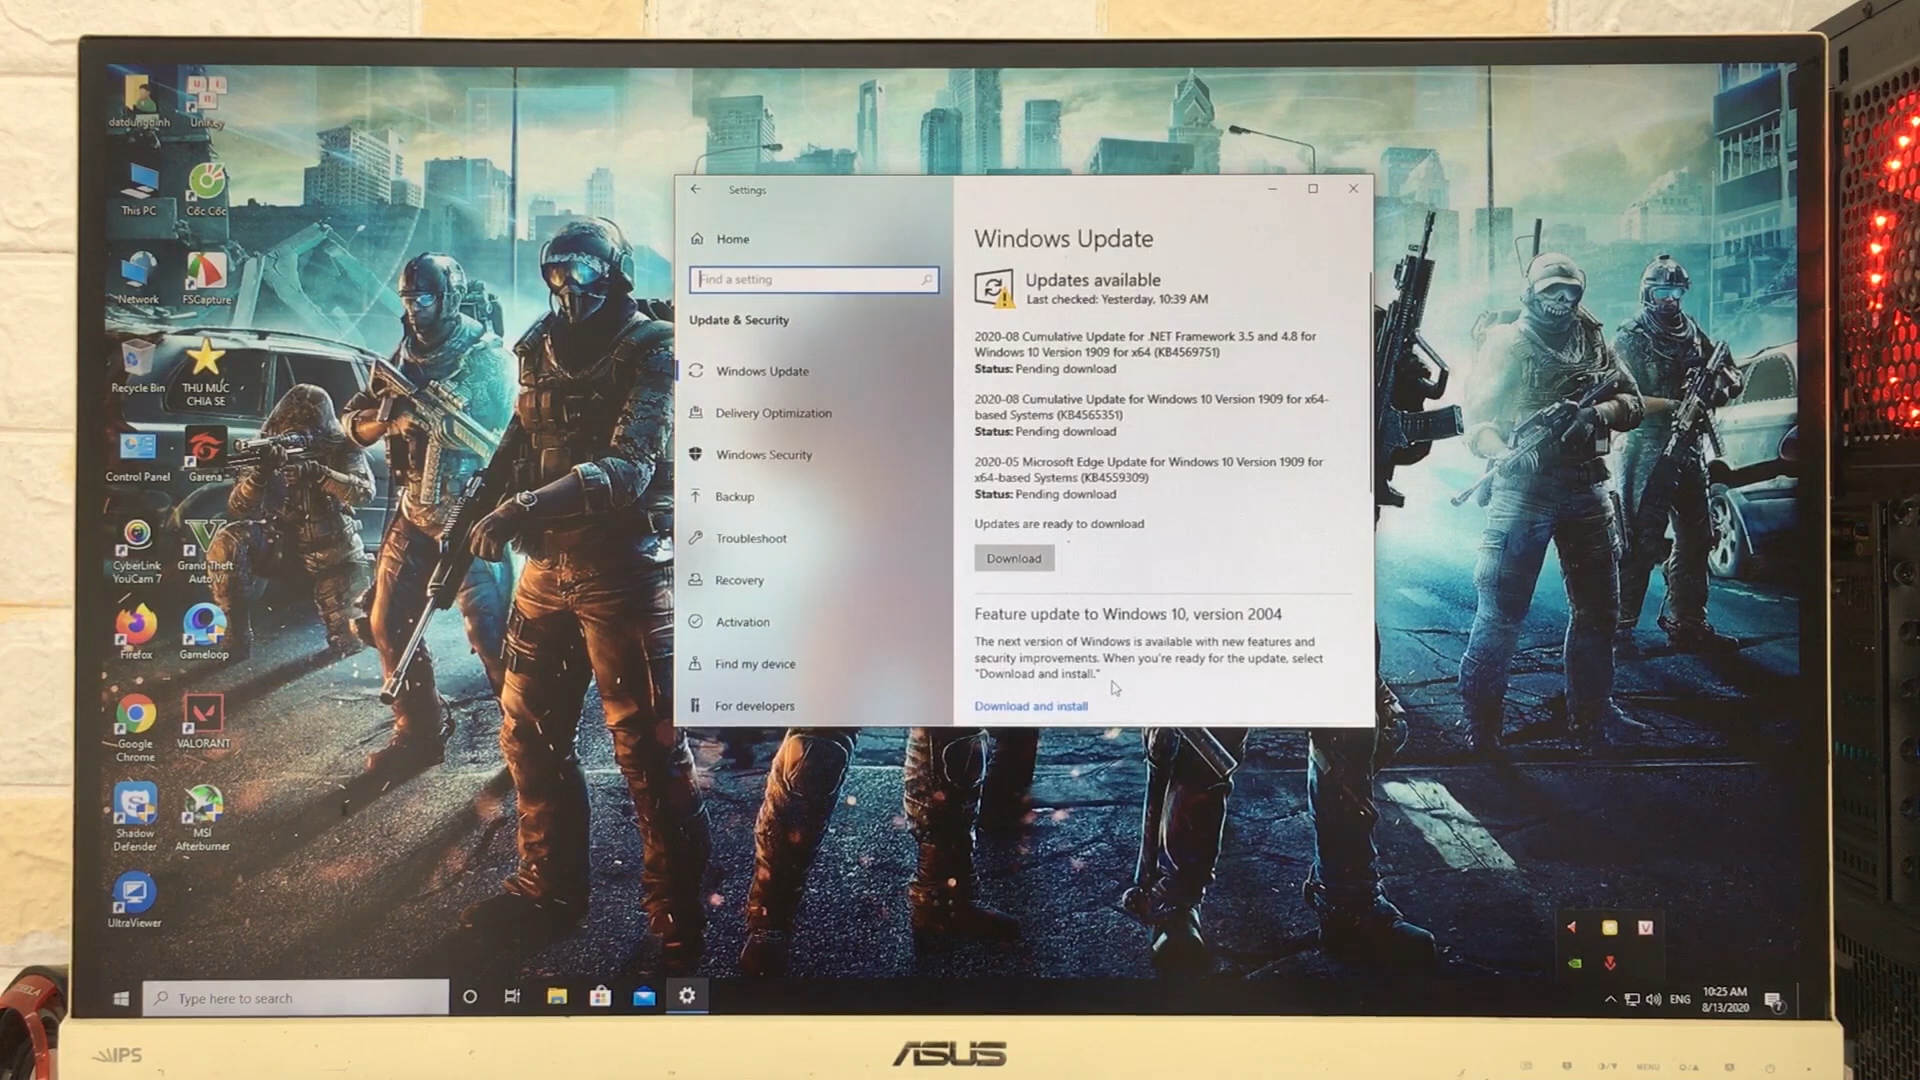 datdungbinh
UniKey
This PC
Cốc Cốc
Network
FSCapture
Recycle Bin
THU MUC
CHIA SE
Control Panel
Garena
CyberLink
YouCam 7
Grand Theft
Auto V
Firefox
Gameloop
Google
Chrome
VALORANT
Shadow
Defender
MSI
Afterburner
UltraViewer
Settings
Home
Find a setting
Update & Security
Windows Update
Delivery Optimization
Windows Security
Backup
Troubleshoot
Recovery
Activation
Find my device
For developers
Windows Update
Updates available
Last checked: Yesterday, 10:39 AM
2020-08 Cumulative Update for .NET Framework 3.5 and 4.8 for
Windows 10 Version 1909 for x64 (KB4569751)
Status: Pending download
2020-08 Cumulative Update for Windows 10 Version 1909 for x64-
based Systems (KB4565351)
Status: Pending download
2020-05 Microsoft Edge Update for Windows 10 Version 1909 for
x64-based Systems (KB4559309)
Status: Pending download
Updates are ready to download
Download
Feature update to Windows 10, version 2004
The next version of Windows is available with new features and
security improvements. When you're ready for the update, select
"Download and install."
Download and install
Type here to search
ENG
10:25 AM
8/13/2020
7
IPS
ASUS
MENU